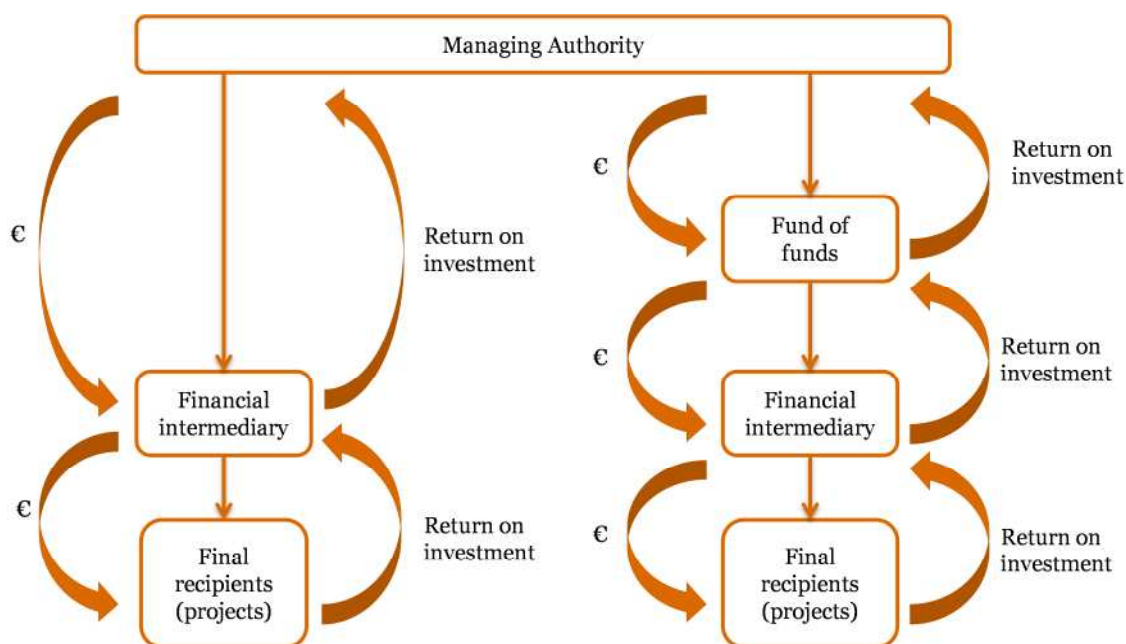 Managing Authority
€
Return on
investment
Financial
intermediary
€
Return on
investment
Final
recipients
(projects)
€
Return on
investment
Fund of
funds
€
Return on
investment
Financial
intermediary
€
Return on
investment
Final
recipients
(projects)